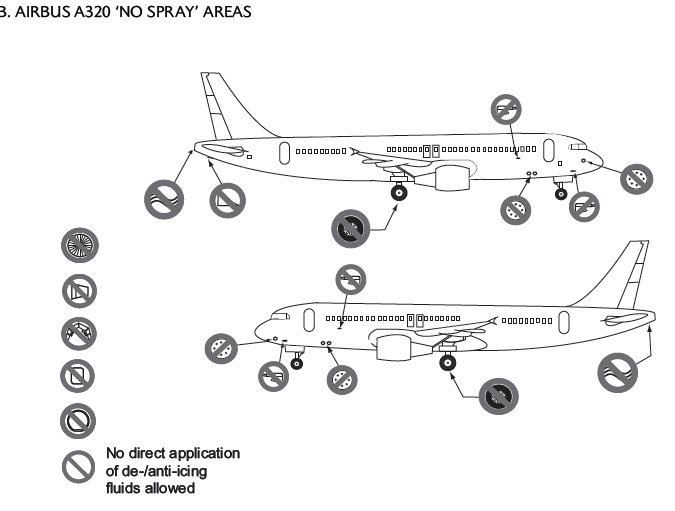 B. AIRBUS A320 ‘NO SPRAY’ AREAS
No direct application
of de-/anti-icing
fluids allowed